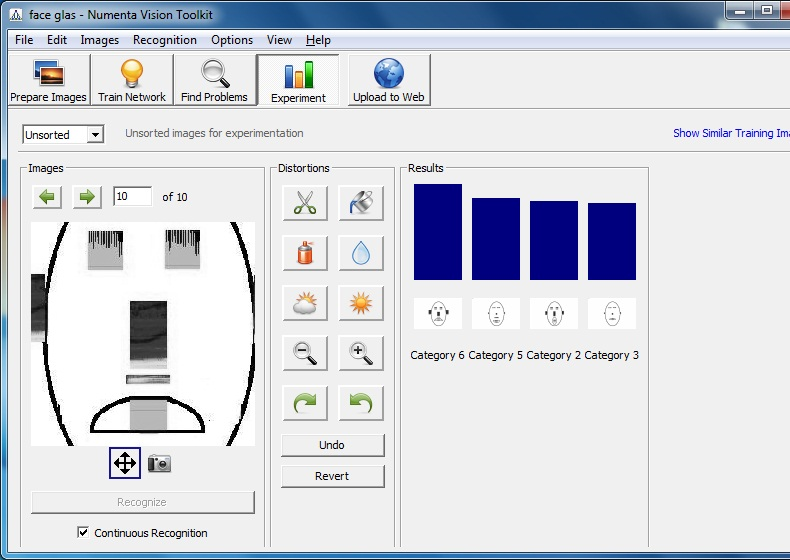 face glas - Numenta Vision Toolkit
File Edit Images Recognition Options View Help
Prepare Images Train Network Find Problems Experiment Upload to Web
Unsorted Unsorted images for experimentation Show Similar Training Im
Images Distortions Results
10 of 10
Category 6 Category 5 Category 2 Category 3
Undo
Revert
Recognize
Continuous Recognition